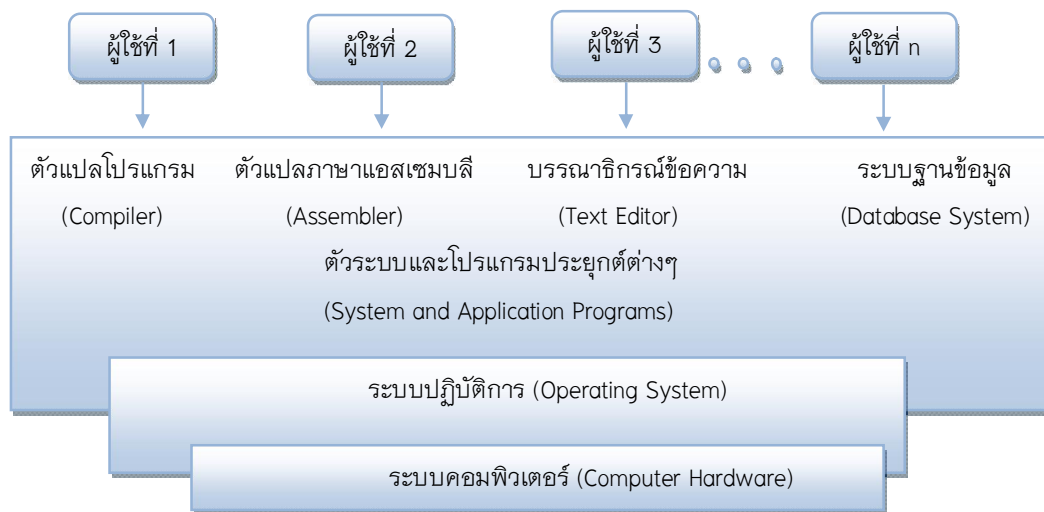 ผู้ใช้ที่ 1 ผู้ใช้ที่ 2 ผู้ใช้ที่ 3 ผู้ใช้ที่ n
ตัวแปลโปรแกรม ตัวแปลภาษาแอสเซมบลี บรรณาธิกรณ์ข้อความ ระบบฐานข้อมูล
(Compiler) (Assembler) (Text Editor) (Database System)
ตัวระบบและโปรแกรมประยุกต์ต่างๆ
(System and Application Programs)
ระบบปฏิบัติการ (Operating System)
ระบบคอมพิวเตอร์ (Computer Hardware)